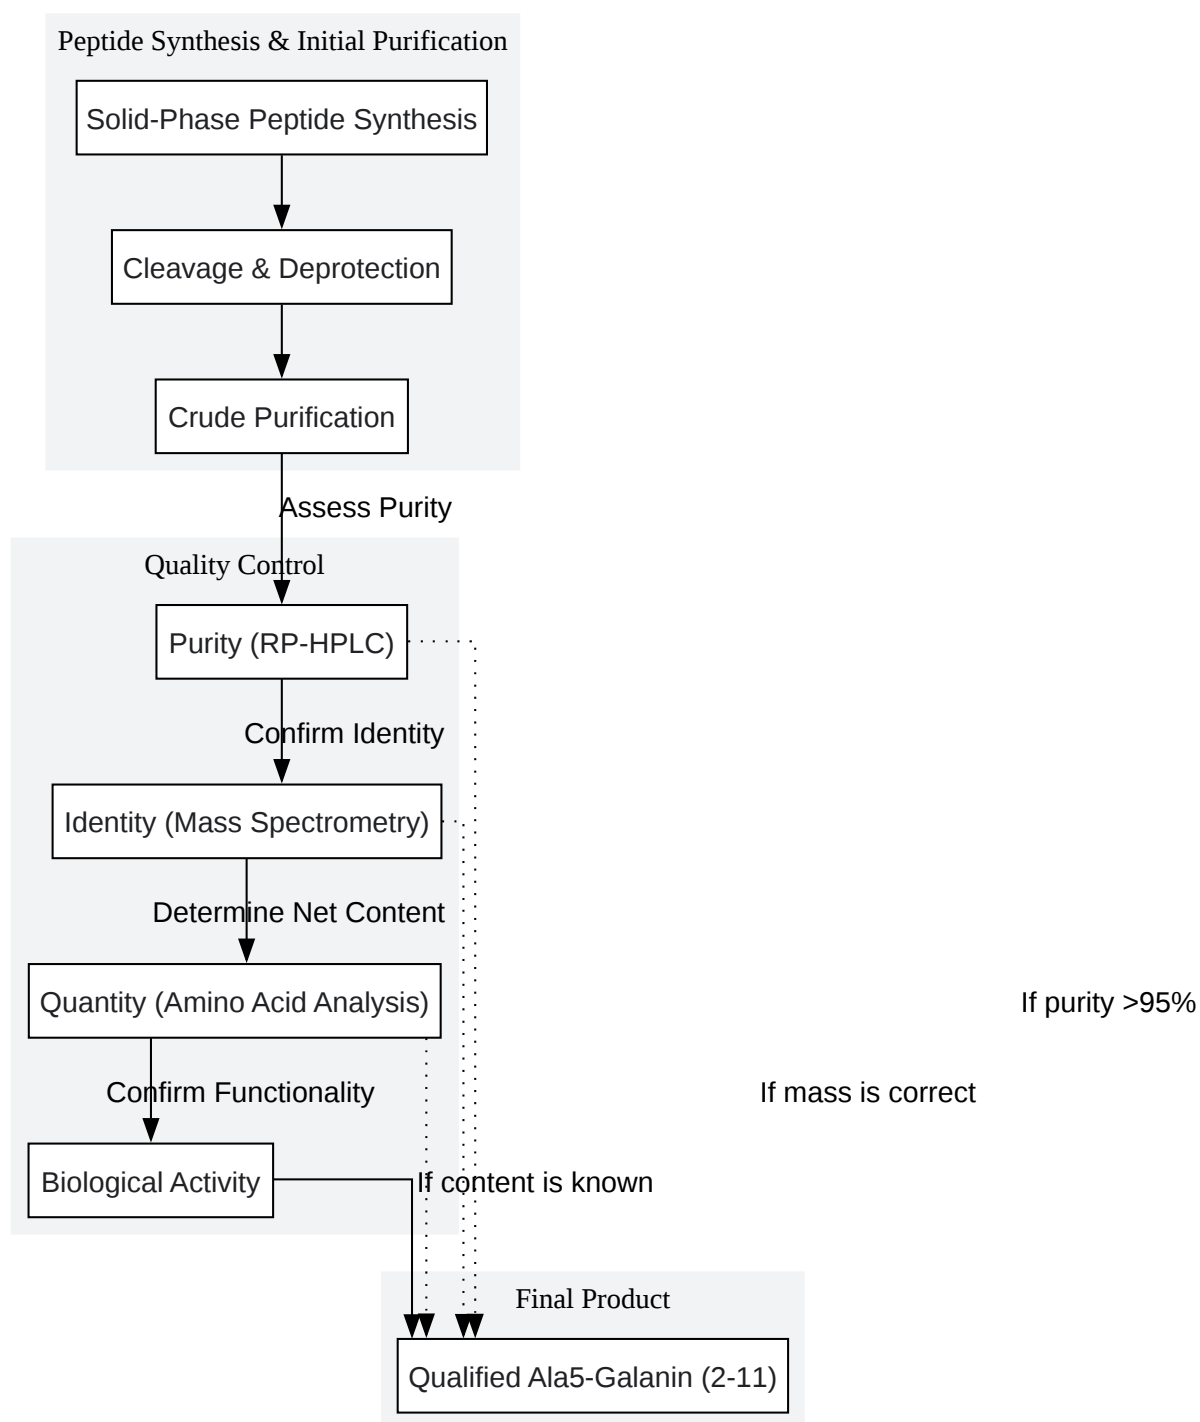 Peptide Synthesis & Initial Purification
Solid-Phase Peptide Synthesis
Cleavage & Deprotection
Crude Purification
Assess Purity
Quality Control
Purity (RP-HPLC)
Confirm Identity
Identity (Mass Spectrometry)
Determine Net Content
Quantity (Amino Acid Analysis)
If purity >95%
Confirm Functionality
If mass is correct
Biological Activity
If content is known
Final Product
Qualified Ala5-Galanin (2-11)